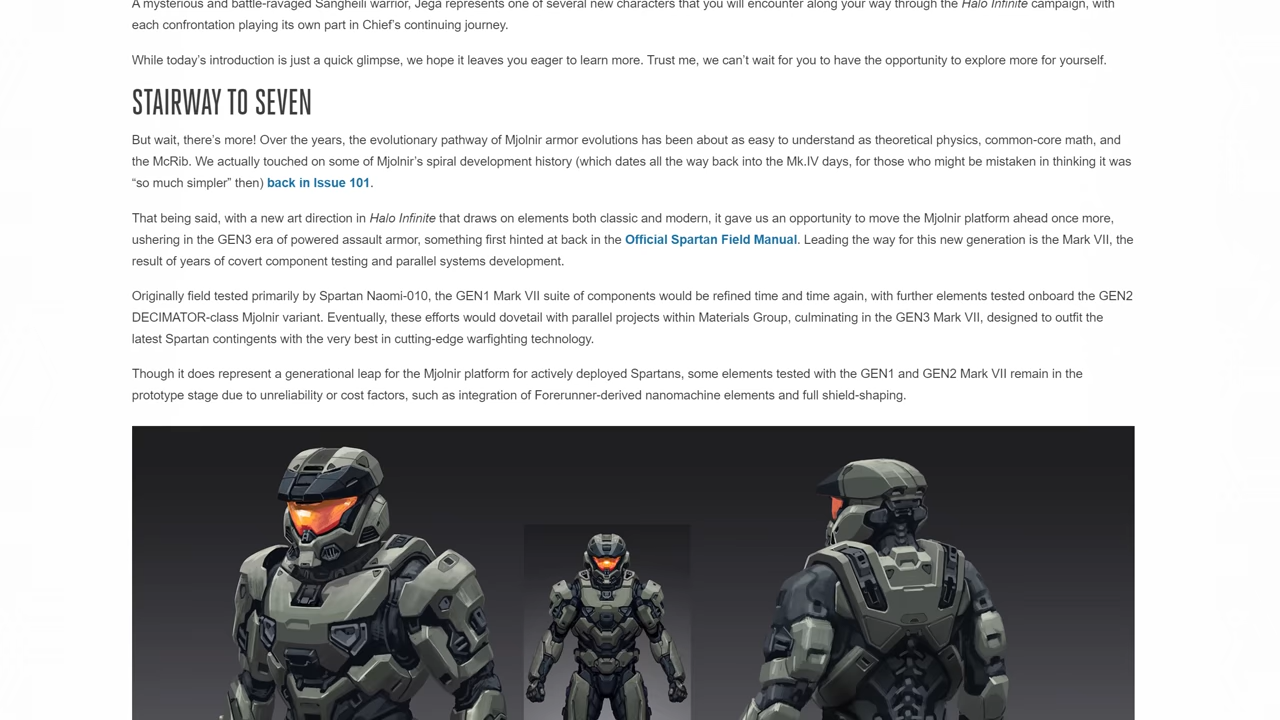 A mysterious and battle-ravaged Sangheili warrior, Jega represents one of several new characters that you will encounter along your way through the Halo Infinite campaign, with
each confrontation playing its own part in Chief’s continuing journey.
While today’s introduction is just a quick glimpse, we hope it leaves you eager to learn more. Trust me, we can’t wait for you to have the opportunity to explore more for yourself.
STAIRWAY TO SEVEN
But wait, there’s more! Over the years, the evolutionary pathway of Mjolnir armor evolutions has been about as easy to understand as theoretical physics, common-core math, and
the McRib. We actually touched on some of Mjolnir’s spiral development history (which dates all the way back into the Mk.IV days, for those who might be mistaken in thinking it was
“so much simpler” then) back in Issue 101.
That being said, with a new art direction in Halo Infinite that draws on elements both classic and modern, it gave us an opportunity to move the Mjolnir platform ahead once more,
ushering in the GEN3 era of powered assault armor, something first hinted at back in the Official Spartan Field Manual. Leading the way for this new generation is the Mark VII, the
result of years of covert component testing and parallel systems development.
Originally field tested primarily by Spartan Naomi-010, the GEN1 Mark VII suite of components would be refined time and time again, with further elements tested onboard the GEN2
DECIMATOR-class Mjolnir variant. Eventually, these efforts would dovetail with parallel projects within Materials Group, culminating in the GEN3 Mark VII, designed to outfit the
latest Spartan contingents with the very best in cutting-edge warfighting technology.
Though it does represent a generational leap for the Mjolnir platform for actively deployed Spartans, some elements tested with the GEN1 and GEN2 Mark VII remain in the
prototype stage due to unreliability or cost factors, such as integration of Forerunner-derived nanomachine elements and full shield-shaping.